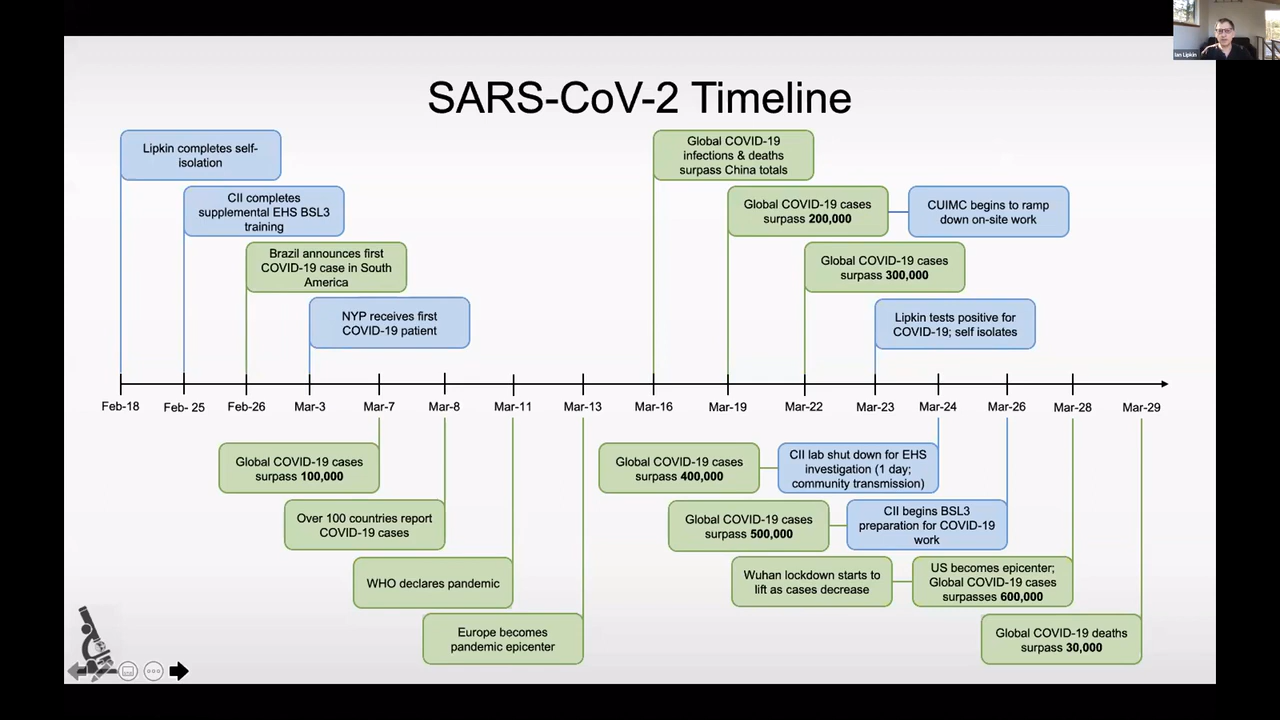 Ian Lipkin
SARS-CoV-2 Timeline
Lipkin completes self-
isolation
CII completes
supplemental EHS BSL3
training
Brazil announces first
COVID-19 case in South
America
NYP receives first
COVID-19 patient
Global COVID-19
infections & deaths
surpass China totals
Global COVID-19 cases
surpass 200,000
CUIMC begins to ramp
down on-site work
Global COVID-19 cases
surpass 300,000
Lipkin tests positive for
COVID-19; self isolates
Feb-18 Feb- 25 Feb-26 Mar-3 Mar-7 Mar-8 Mar-11 Mar-13 Mar-16 Mar-19 Mar-22 Mar-23 Mar-24 Mar-26 Mar-28 Mar-29
Global COVID-19 cases
surpass 100,000
Over 100 countries report
COVID-19 cases
WHO declares pandemic
Europe becomes
pandemic epicenter
Global COVID-19 cases
surpass 400,000
CII lab shut down for EHS
investigation (1 day;
community transmission)
Global COVID-19 cases
surpass 500,000
CII begins BSL3
preparation for COVID-19
work
Wuhan lockdown starts to
lift as cases decrease
US becomes epicenter;
Global COVID-19 cases
surpasses 600,000
Global COVID-19 deaths
surpass 30,000